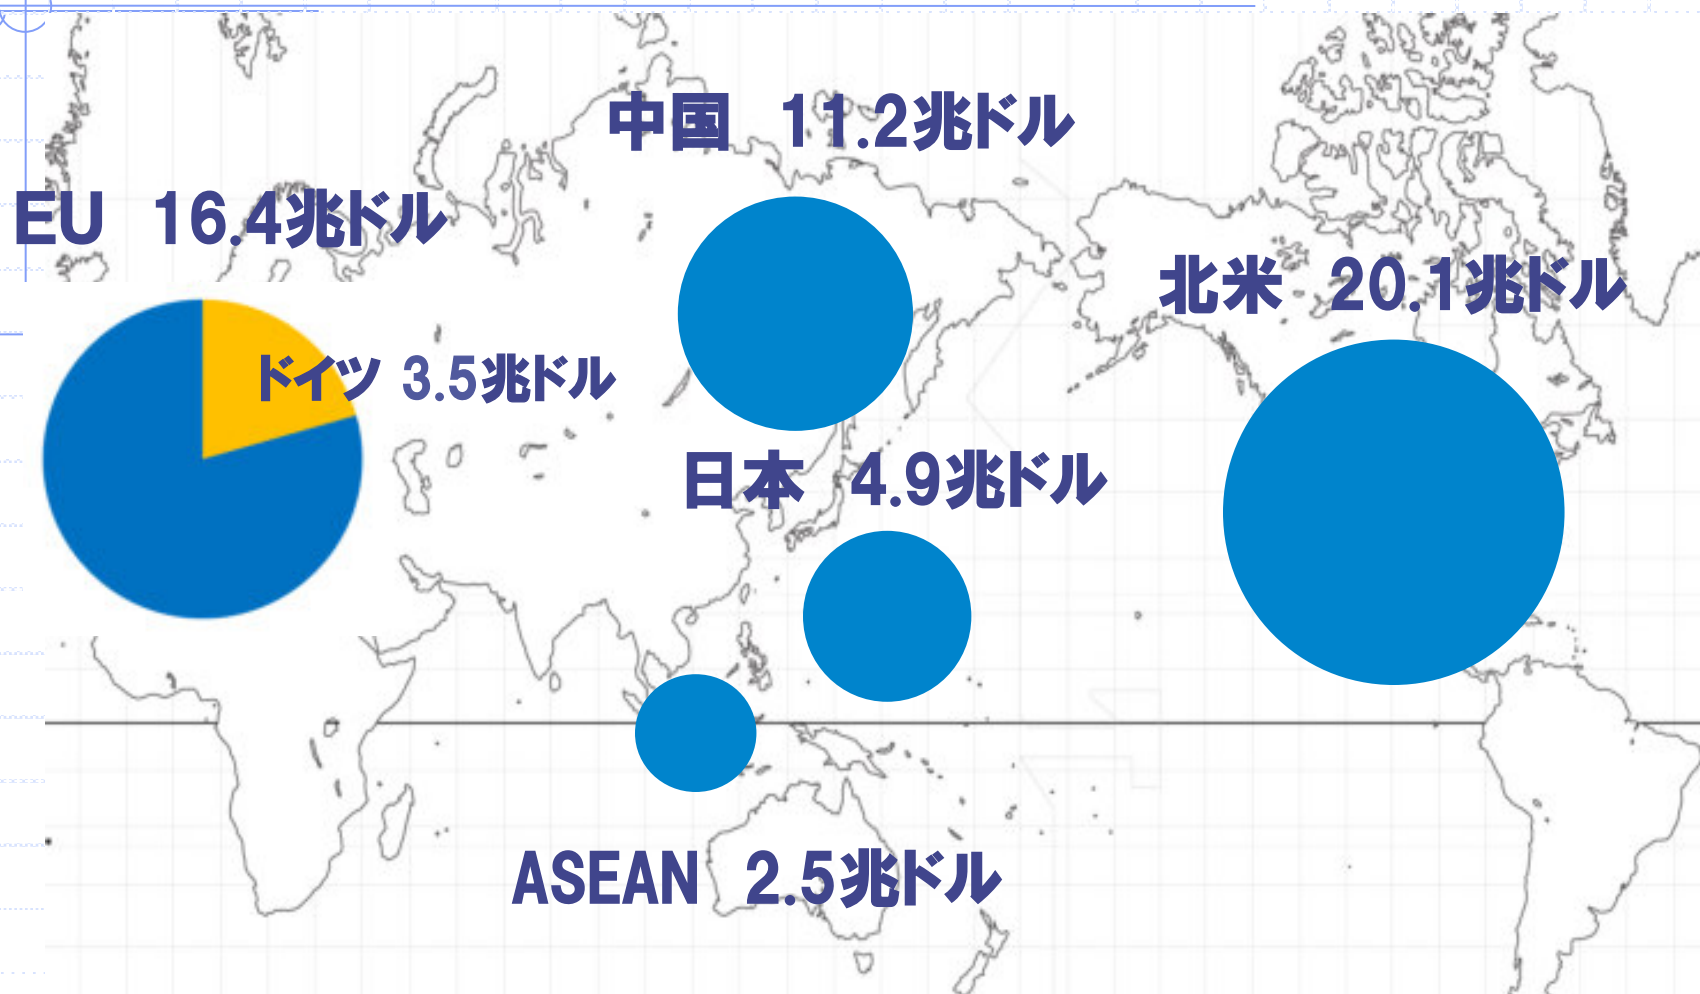 中国　11.2兆ドル
EU　16.4兆ドル
北米　20.1兆ドル
ドイツ 3.5兆ドル
日本　4.9兆ドル
ASEAN　2.5兆ドル